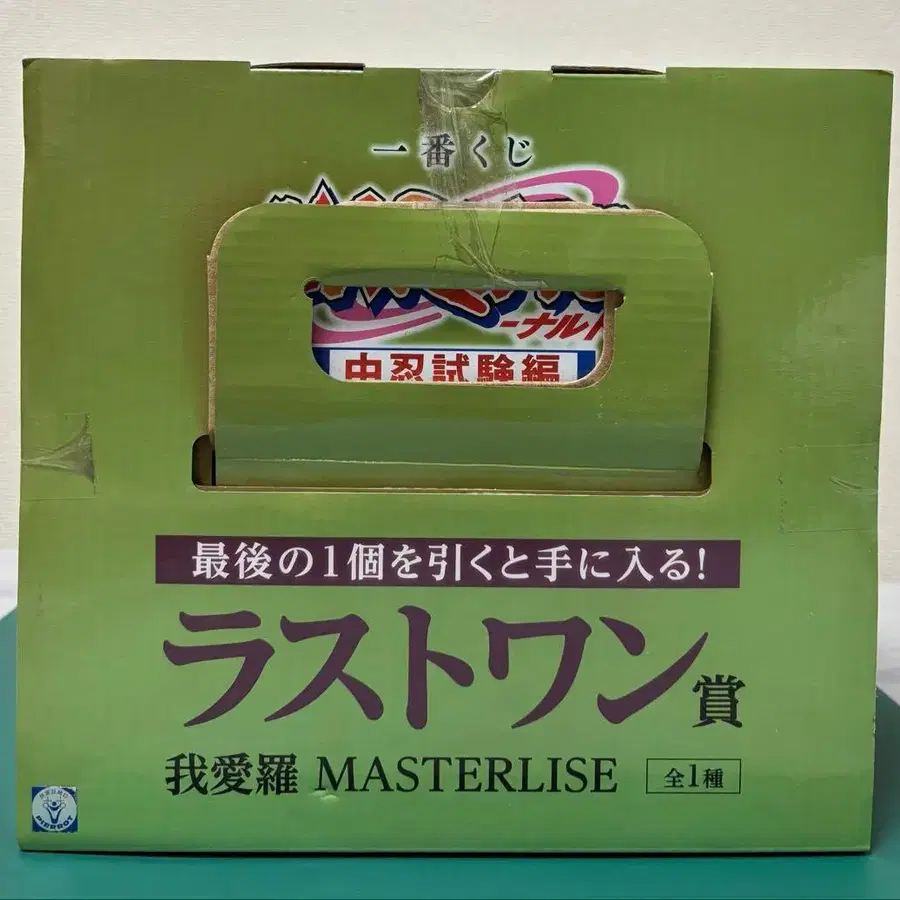 一番くじ
ーナルト
中忍試験編
最後の1個を引くと手に入る!
ラストワン賞
我愛羅 MASTERLISE 全1種
PIERROT